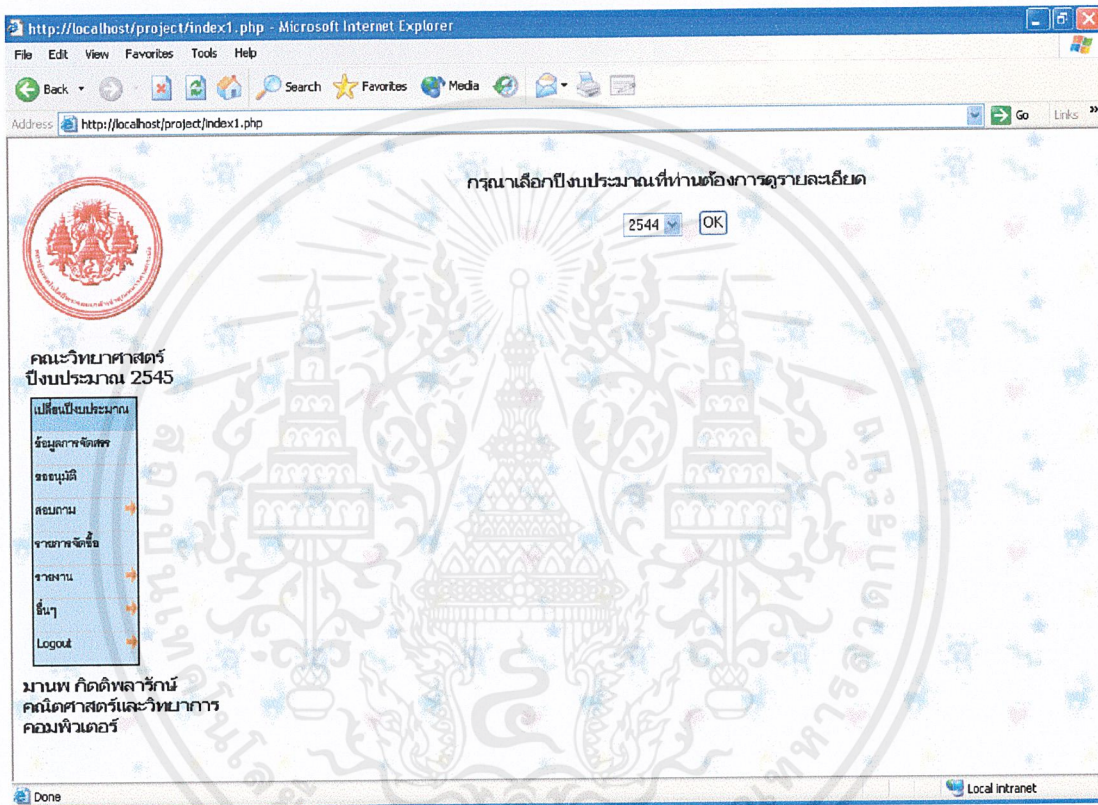 http://localhost/project/index1.php - Microsoft Internet Explorer
File Edit View Favorites Tools Help
Back Search Favorites Media
Address http://localhost/project/index1.php Go Links »
กรุณาเลือกปีงบประมาณที่ท่านต้องการดูรายละเอียด
2544 OK
คณะวิทยาศาสตร์
ปีงบประมาณ 2545
เปลี่ยนปีงบประมาณ
ข้อมูลการจัดสรร
ขออนุมัติ
สอบถาม
รายการจัดซื้อ
รายงาน
อื่นๆ
Logout
มานพ กิตติพลารักษ์
คณิตศาสตร์และวิทยาการ
คอมพิวเตอร์
Done Local intranet